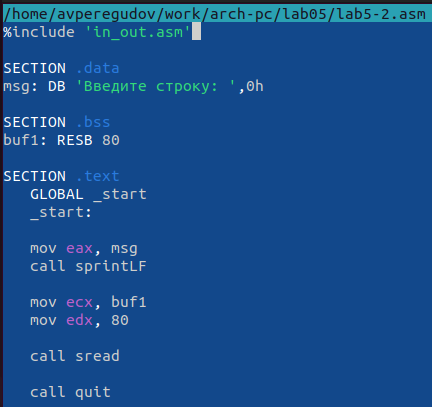 /home/avperegudov/work/arch-pc/lab05/lab5-2.asm
%include 'in_out.asm'
SECTION .data
msg: DB 'Введите строку: ',0h
SECTION .bss
buf1: RESB 80
SECTION .text
GLOBAL _start
_start:
mov eax, msg
call sprintLF
mov ecx, buf1
mov edx, 80
call sread
call quit